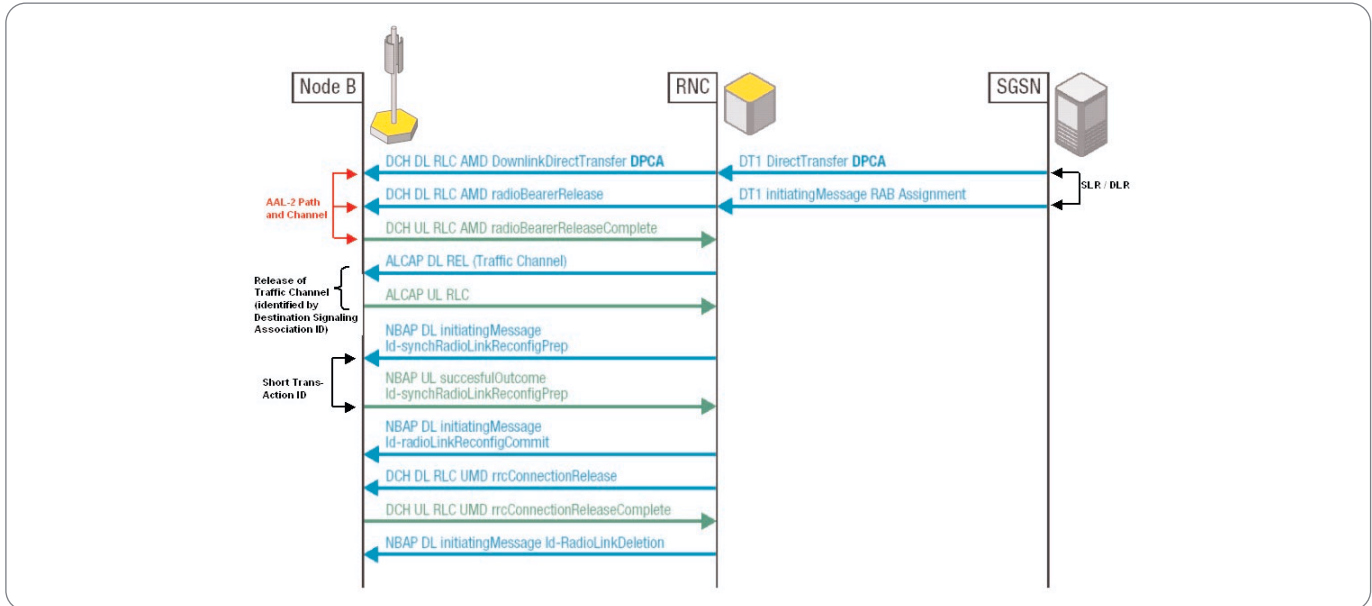 Node B
RNC
SGSN
DCH DL RLC AMD DownlinkDirectTransfer DPCA
DT1 DirectTransfer DPCA
SLR / DLR
DCH DL RLC AMD radioBearerRelease
DT1 initiatingMessage RAB Assignment
AAL-2 Path
and Channel
DCH UL RLC AMD radioBearerReleaseComplete
ALCAP DL REL (Traffic Channel)
Release of
Traffic Channel
(identified by
Destination Signaling
Association ID)
ALCAP UL RLC
NBAP DL initiatingMessage
Id-synchRadioLinkReconfigPrep
Short Trans-
Action ID
NBAP UL succesfulOutcome
Id-synchRadioLinkReconfigPrep
NBAP DL initiatingMessage
Id-radioLinkReconfigCommit
DCH DL RLC UMD rrcConnectionRelease
DCH UL RLC UMD rrcConnectionReleaseComplete
NBAP DL initiatingMessage Id-RadioLinkDeletion